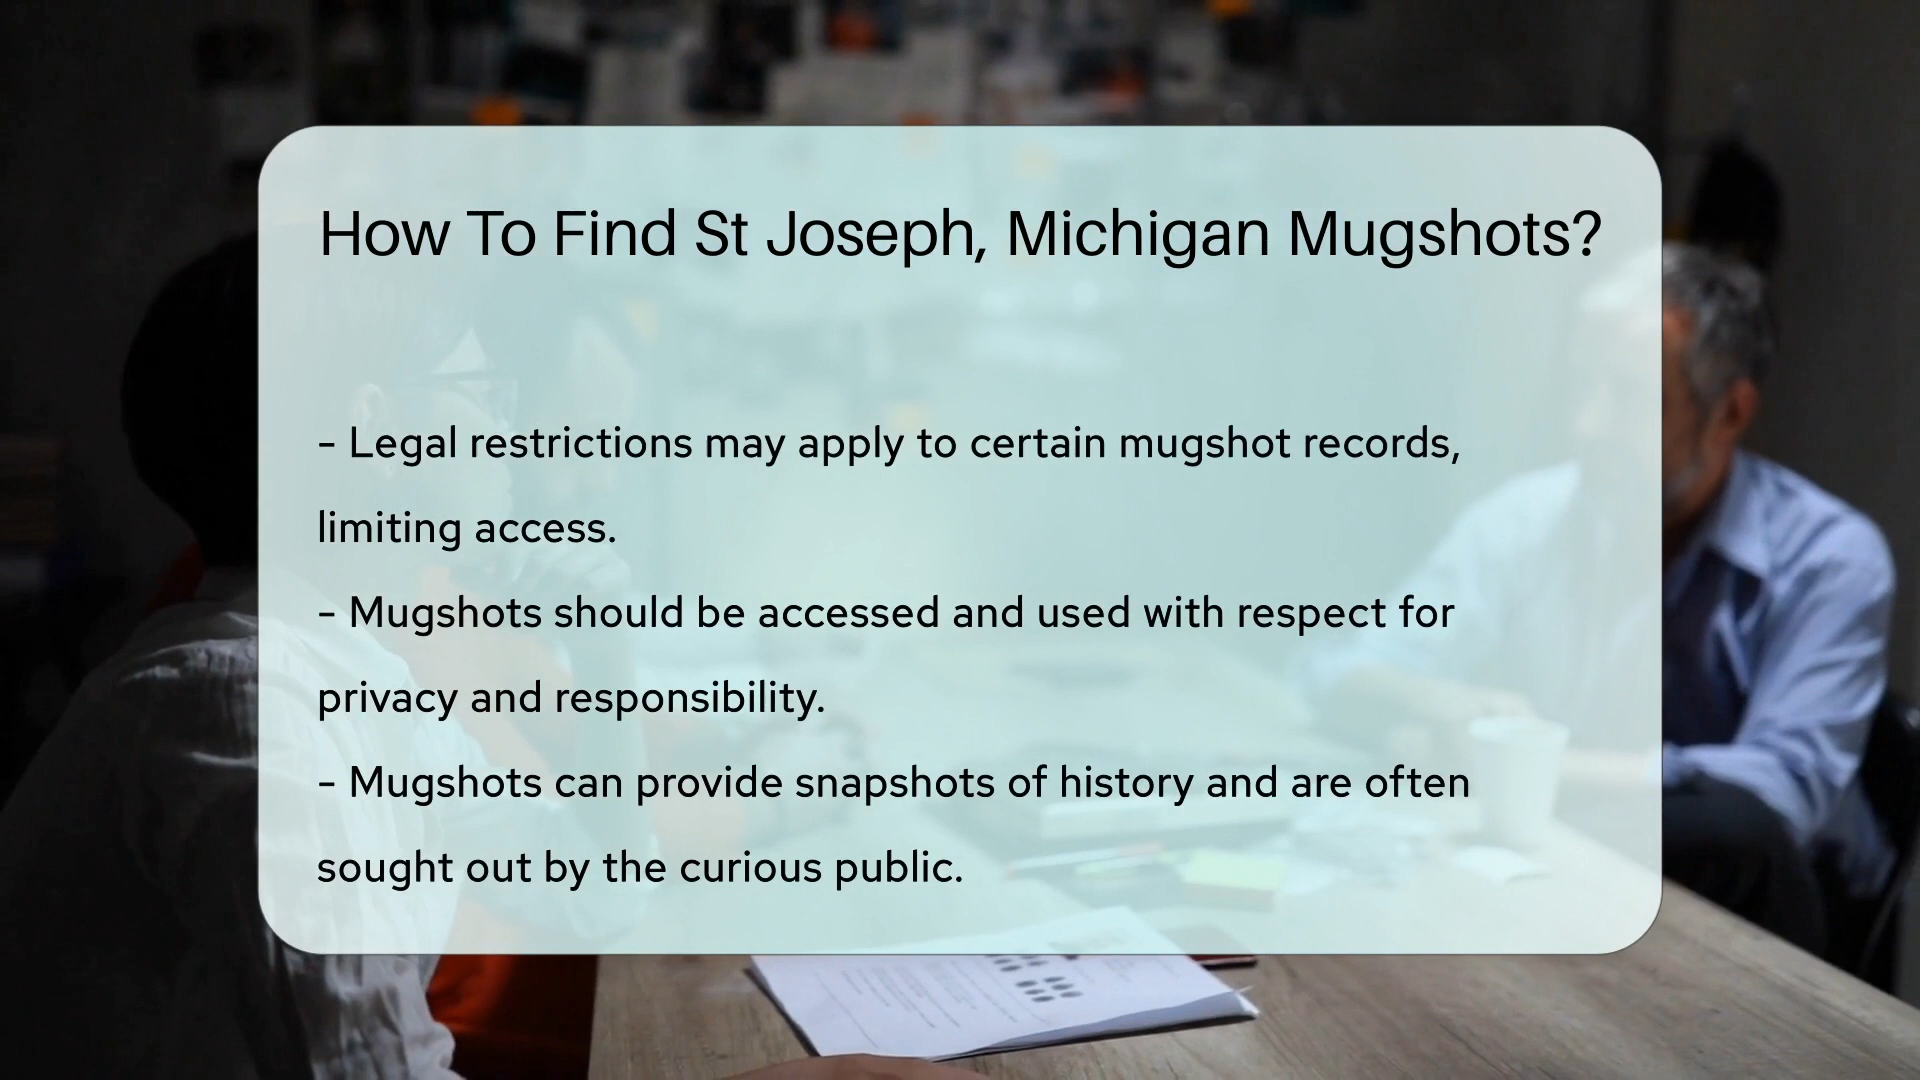 How To Find St Joseph, Michigan Mugshots?
- Legal restrictions may apply to certain mugshot records,
limiting access.
- Mugshots should be accessed and used with respect for
privacy and responsibility.
- Mugshots can provide snapshots of history and are often
sought out by the curious public.